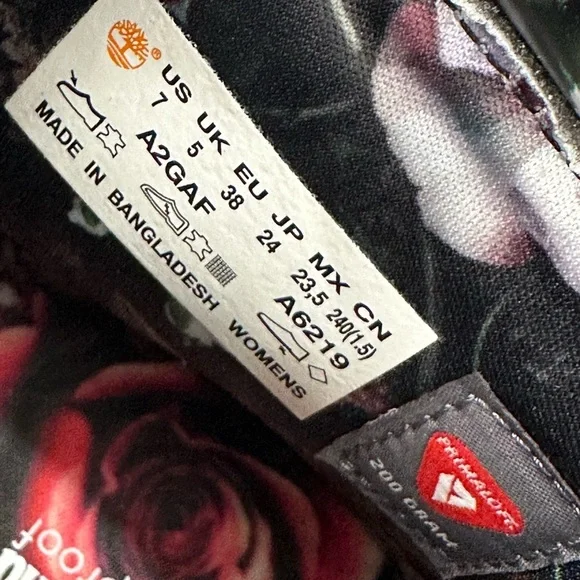 US UK EU JP MX CN
7 5 38 24 23,5 240(1.5)
A2GAF A6219
MADE IN BANGLADESH WOMENS
PRIMALOFT
200 GRAM